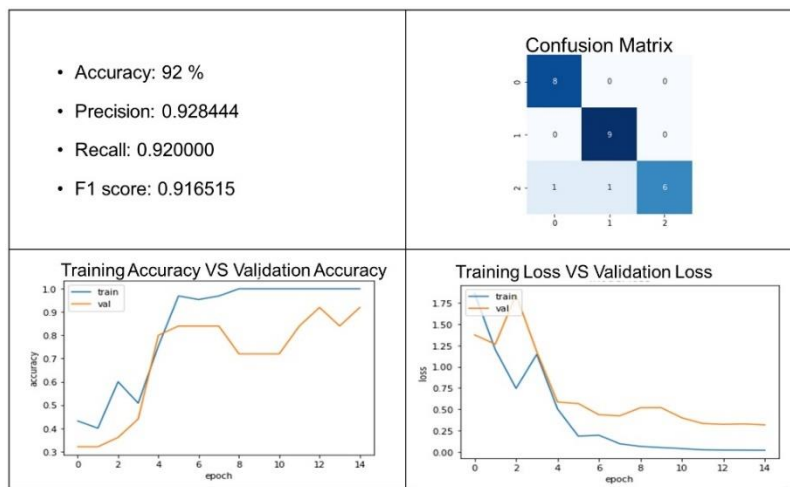 • Accuracy: 92 %
• Precision: 0.928444
• Recall: 0.920000
• F1 score: 0.916515
Confusion Matrix
0
8 0 0
1
0 9 0
2
1 1 6
0 1 2
Training Accuracy VS Validation Accuracy
train
val
1.0
0.9
0.8
0.7
0.6
0.5
0.4
0.3
accuracy
0 2 4 6 8 10 12 14
epoch
Training Loss VS Validation Loss
train
val
1.75
1.50
1.25
1.00
0.75
0.50
0.25
0.00
loss
0 2 4 6 8 10 12 14
epoch